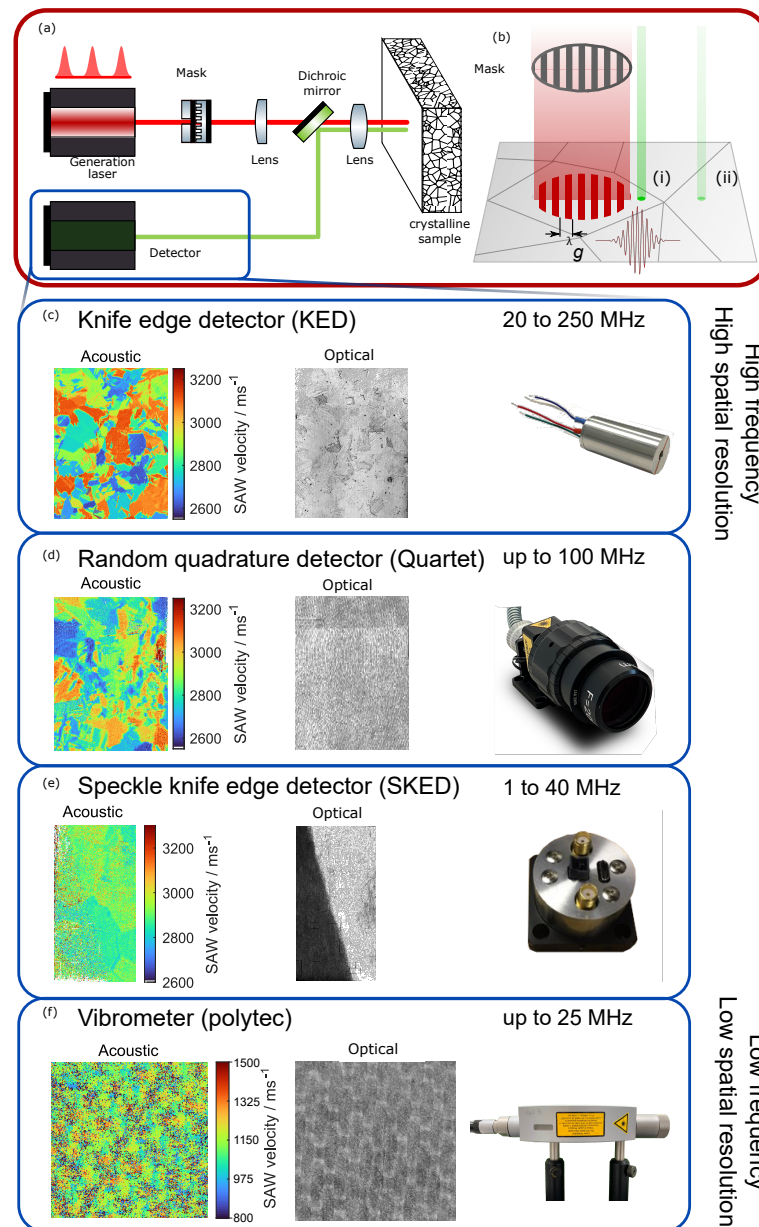 (a)
Mask
Dichroic
mirror
Generation
laser
Lens
Lens
Detector
crystalline
sample
(b)
Mask
(i)
(ii)
λ
g
(c)
Knife edge detector (KED)
20 to 250 MHz
Acoustic
3200
3000
2800
2600
SAW velocity / ms⁻¹
Optical
High frequency
High spatial resolution
(d)
Random quadrature detector (Quartet)
up to 100 MHz
Acoustic
3200
3000
2800
2600
SAW velocity / ms⁻¹
Optical
(e)
Speckle knife edge detector (SKED)
1 to 40 MHz
Acoustic
3200
3000
2800
2600
SAW velocity / ms⁻¹
Optical
(f)
Vibrometer (polytec)
up to 25 MHz
Acoustic
1500
1325
1150
975
800
SAW velocity / ms⁻¹
Optical
Low frequency
Low spatial resolution